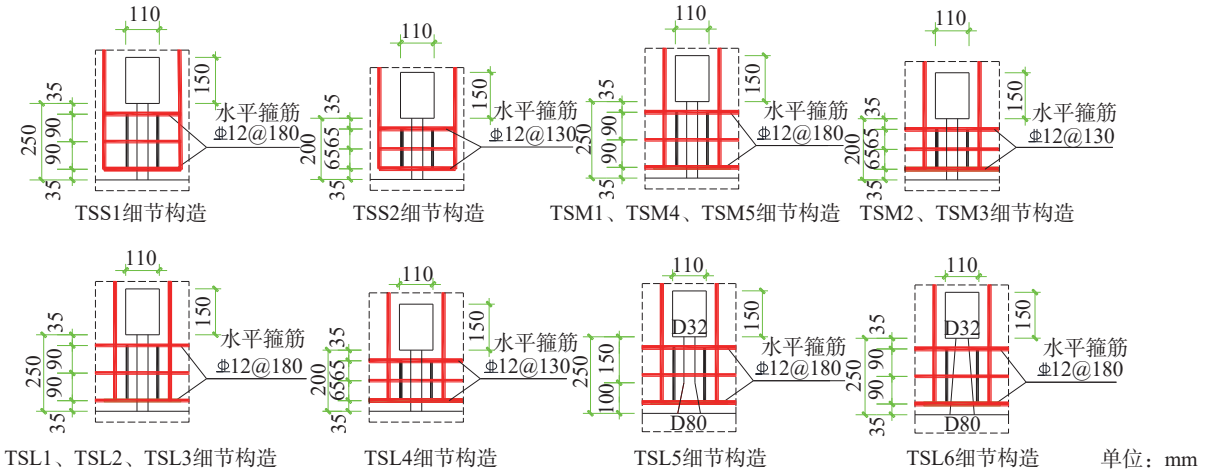 110
150
35
90
90
35
250
水平箍筋
⌽12@180
TSS1细节构造
110
150
35
65
65
35
200
水平箍筋
⌽12@130
TSS2细节构造
110
150
35
90
90
35
250
水平箍筋
⌽12@180
TSM1、TSM4、TSM5细节构造
110
150
35
65
65
35
200
水平箍筋
⌽12@130
TSM2、TSM3细节构造
110
150
35
90
90
35
250
水平箍筋
⌽12@180
TSL1、TSL2、TSL3细节构造
110
150
35
65
65
35
200
水平箍筋
⌽12@130
TSL4细节构造
110
150
D32
150
100
250
水平箍筋
⌽12@180
D80
TSL5细节构造
110
150
D32
35
90
90
35
250
水平箍筋
⌽12@180
D80
TSL6细节构造
单位：mm